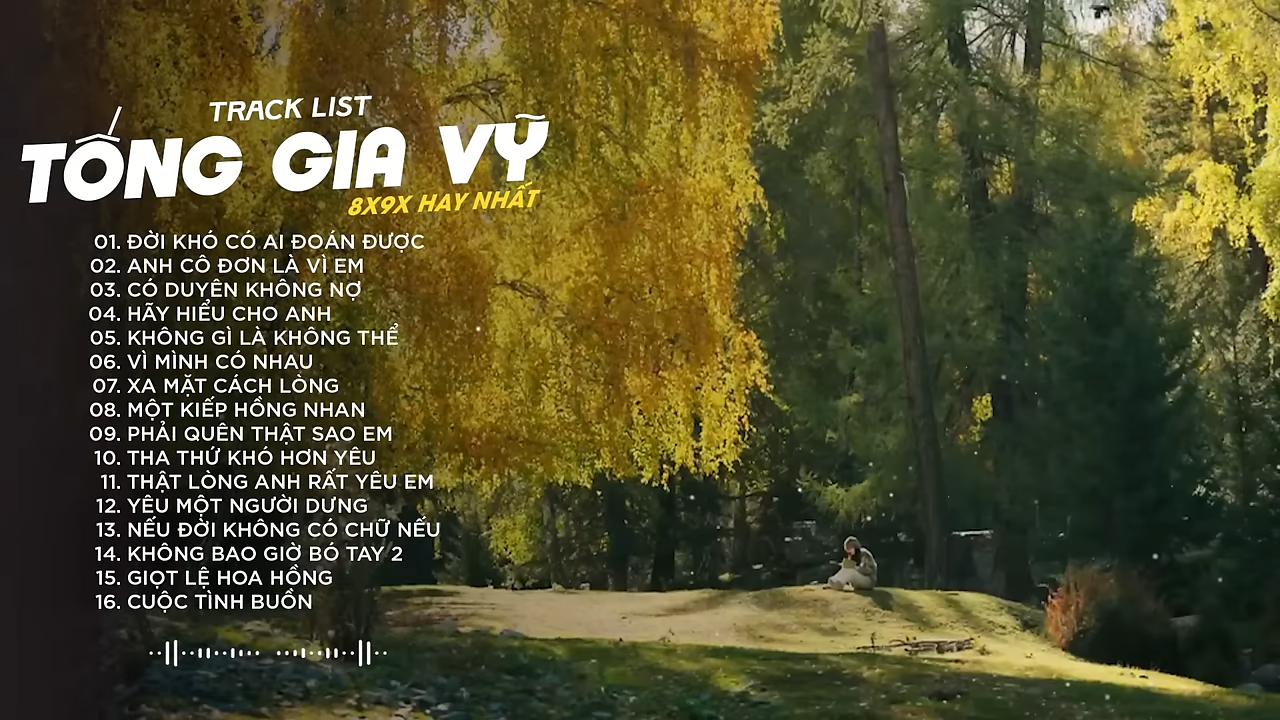 TRACK LIST
TỐNG GIA VỸ
8X9X HAY NHẤT
01. ĐỜI KHÓ CÓ AI ĐOÁN ĐƯỢC
02. ANH CÔ ĐƠN LÀ VÌ EM
03. CÓ DUYÊN KHÔNG NỢ
04. HÃY HIỂU CHO ANH
05. KHÔNG GÌ LÀ KHÔNG THỂ
06. VÌ MÌNH CÓ NHAU
07. XA MẶT CÁCH LÒNG
08. MỘT KIẾP HỒNG NHAN
09. PHẢI QUÊN THẬT SAO EM
10. THA THỨ KHÓ HƠN YÊU
11. THẬT LÒNG ANH RẤT YÊU EM
12. YÊU MỘT NGƯỜI DƯNG
13. NẾU ĐỜI KHÔNG CÓ CHỮ NẾU
14. KHÔNG BAO GIỜ BÓ TAY 2
15. GIỌT LỆ HOA HỒNG
16. CUỘC TÌNH BUỒN